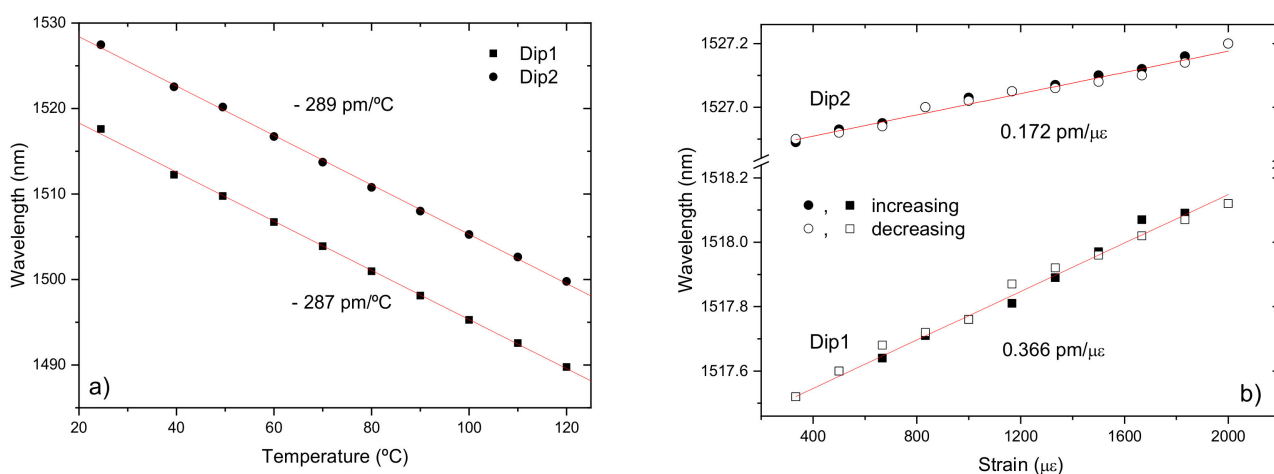 1530
1520
1510
1500
1490
Wavelength (nm)
20 40 60 80 100 120
Temperature (ºC)
Dip1
Dip2
- 289 pm/ºC
- 287 pm/ºC
a)
1527.2
1527.0
1518.2
1518.0
1517.8
1517.6
Wavelength (nm)
400 800 1200 1600 2000
Strain (με)
Dip2
0.172 pm/με
, increasing
, decreasing
Dip1
0.366 pm/με
b)